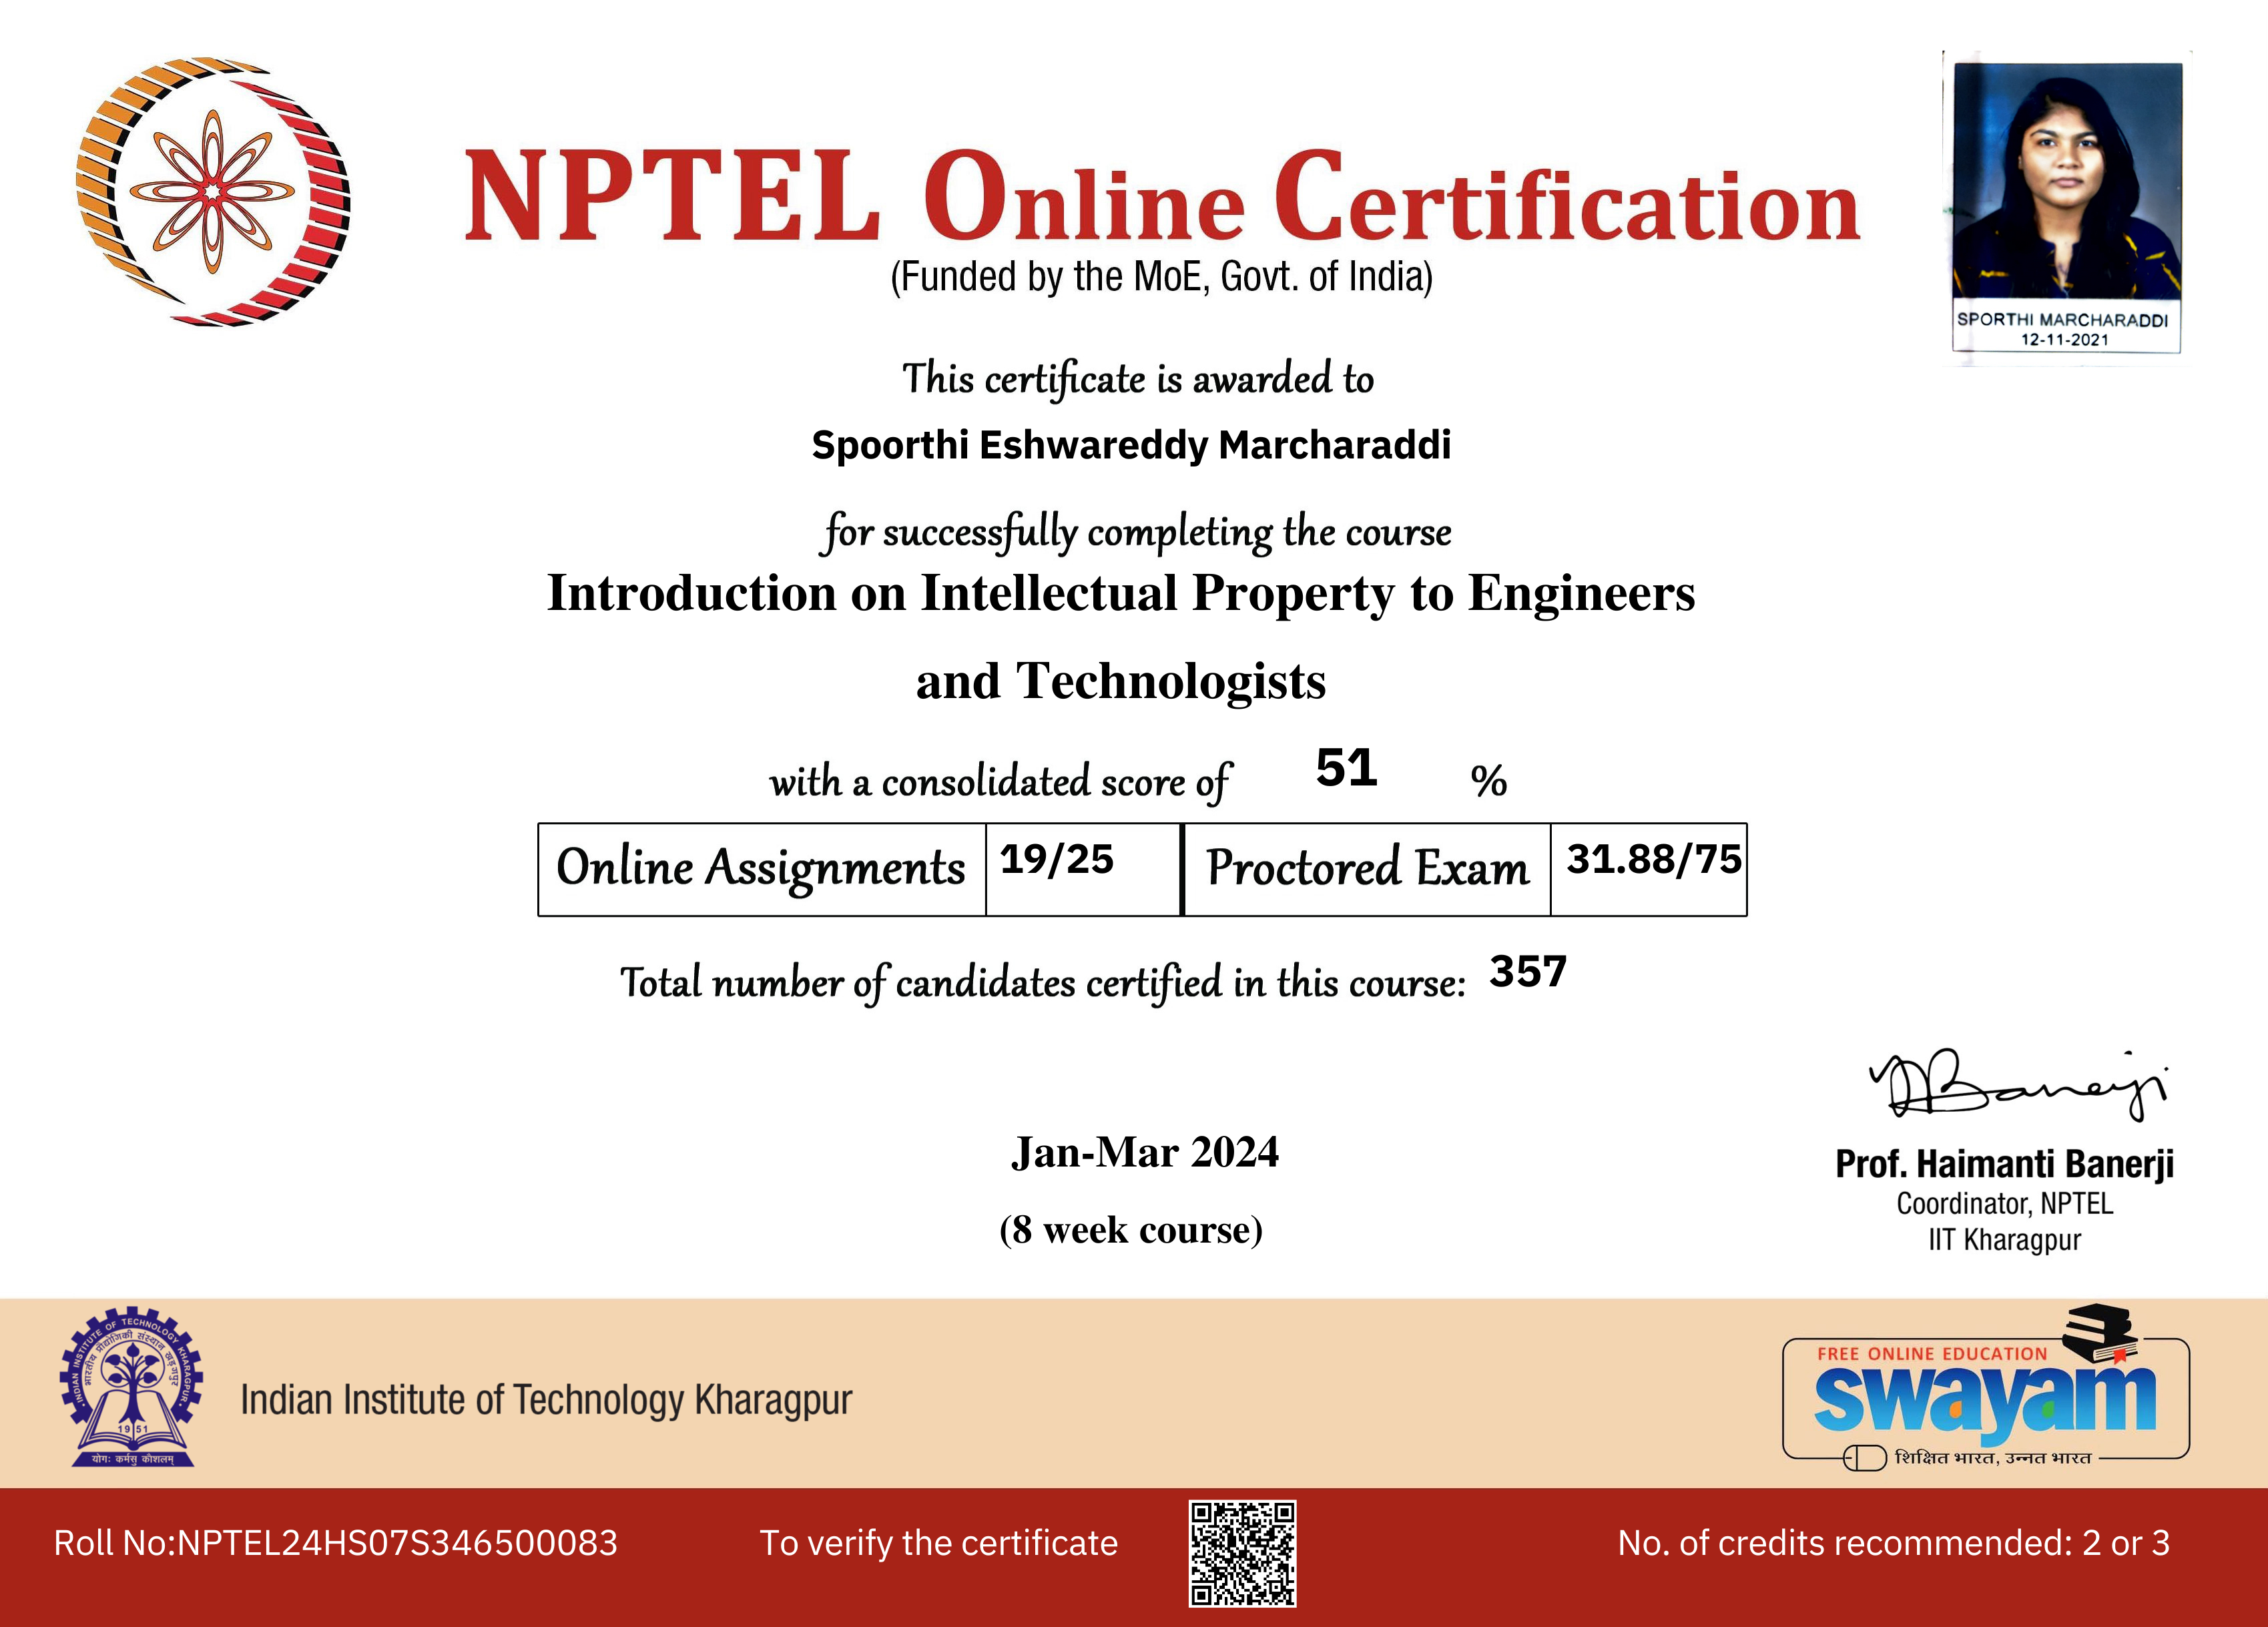 NPTEL Online Certification
(Funded by the MoE, Govt. of India)
SPORTHI MARCHARADDI
12-11-2021
This certificate is awarded to
Spoorthi Eshwareddy Marcharaddi
for successfully completing the course
Introduction on Intellectual Property to Engineers
and Technologists
with a consolidated score of 51 %
Online Assignments 19/25 Proctored Exam 31.88/75
Total number of candidates certified in this course: 357
Banerji
Jan-Mar 2024
(8 week course)
Prof. Haimanti Banerji
Coordinator, NPTEL
IIT Kharagpur
INDIAN INSTITUTE OF TECHNOLOGY KHARAGPUR
भारतीय प्रौद्योगिकी संस्थान खड़गपुर
1951
योगः कर्मसु कौशलम्
Indian Institute of Technology Kharagpur
FREE ONLINE EDUCATION
swayam
शिक्षित भारत, उन्नत भारत
Roll No:NPTEL24HS07S346500083
To verify the certificate
No. of credits recommended: 2 or 3